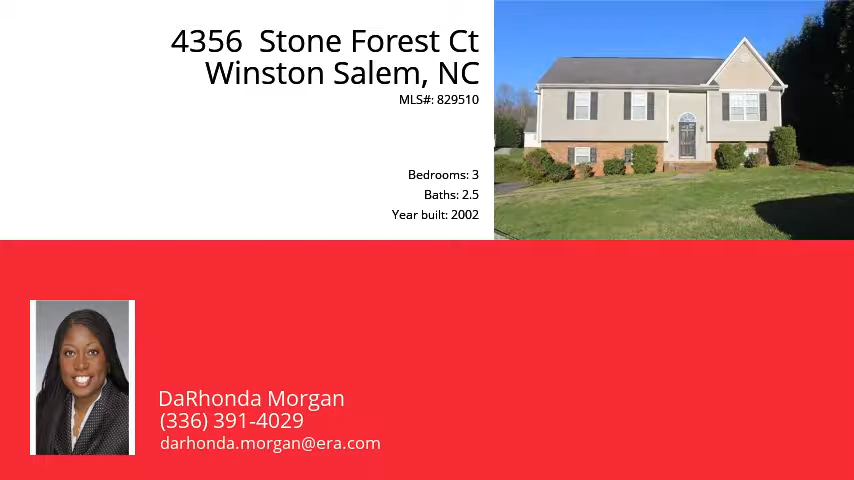 4356  Stone Forest Ct
Winston Salem, NC
MLS#: 829510
Bedrooms: 3
Baths: 2.5
Year built: 2002
DaRhonda Morgan
(336) 391-4029
darhonda.morgan@era.com